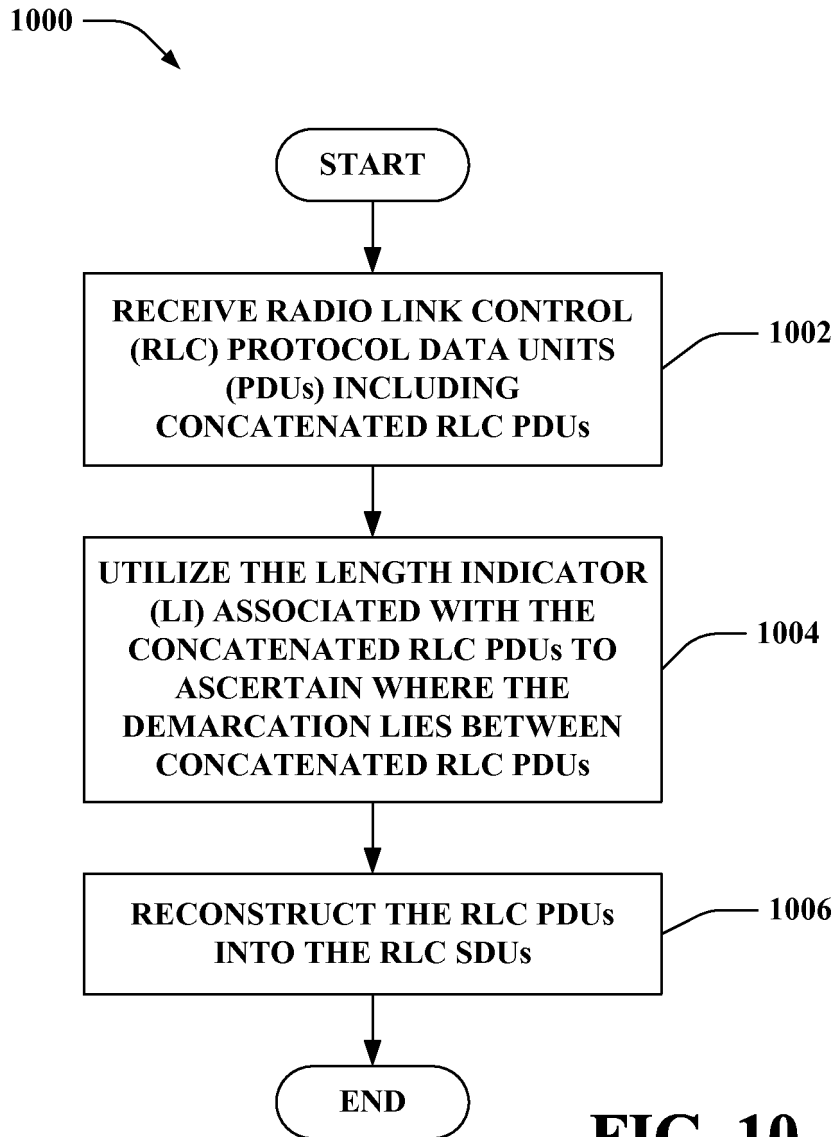 1000
START
RECEIVE RADIO LINK CONTROL
(RLC) PROTOCOL DATA UNITS
(PDUs) INCLUDING
CONCATENATED RLC PDUs
1002
UTILIZE THE LENGTH INDICATOR
(LI) ASSOCIATED WITH THE
CONCATENATED RLC PDUs TO
ASCERTAIN WHERE THE
DEMARCATION LIES BETWEEN
CONCATENATED RLC PDUs
1004
RECONSTRUCT THE RLC PDUs
INTO THE RLC SDUs
1006
END
FIG. 10